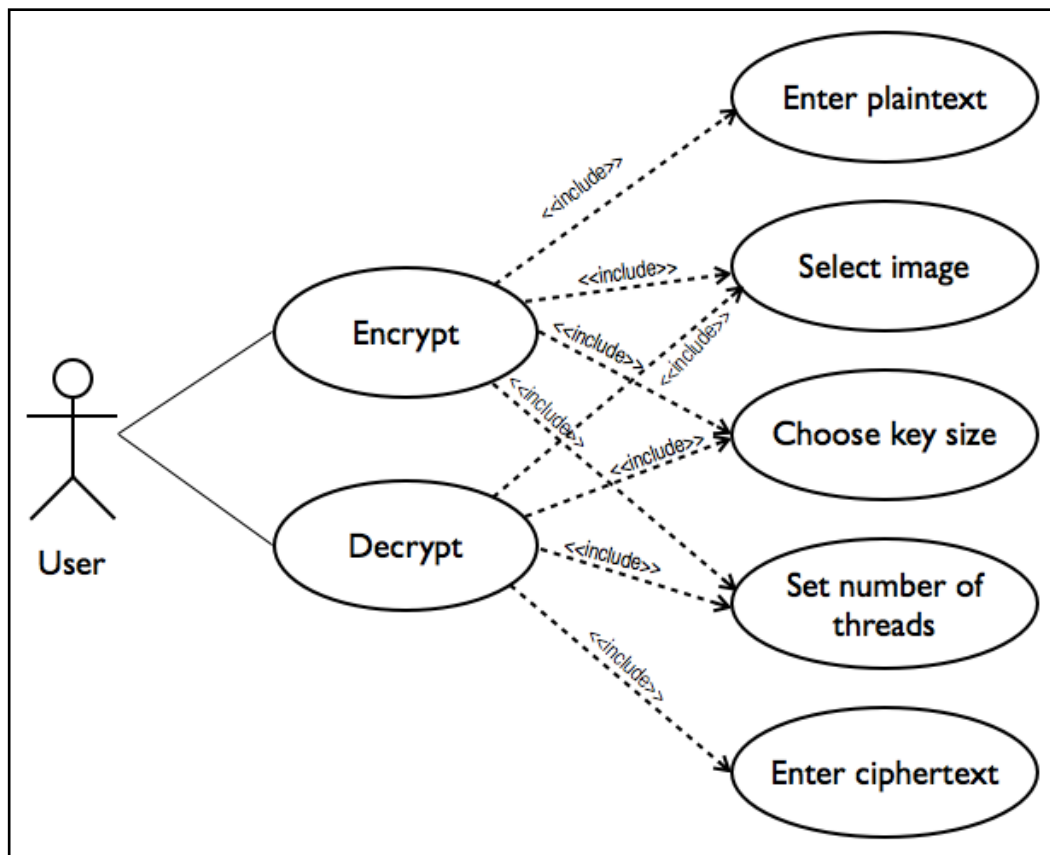 Enter plaintext
<<include>>
<<include>>
Select image
Encrypt
<<include>>
<<include>>
<<include>>
Choose key size
<<include>>
User
Decrypt
<<include>>
Set number of
threads
<<include>>
Enter ciphertext